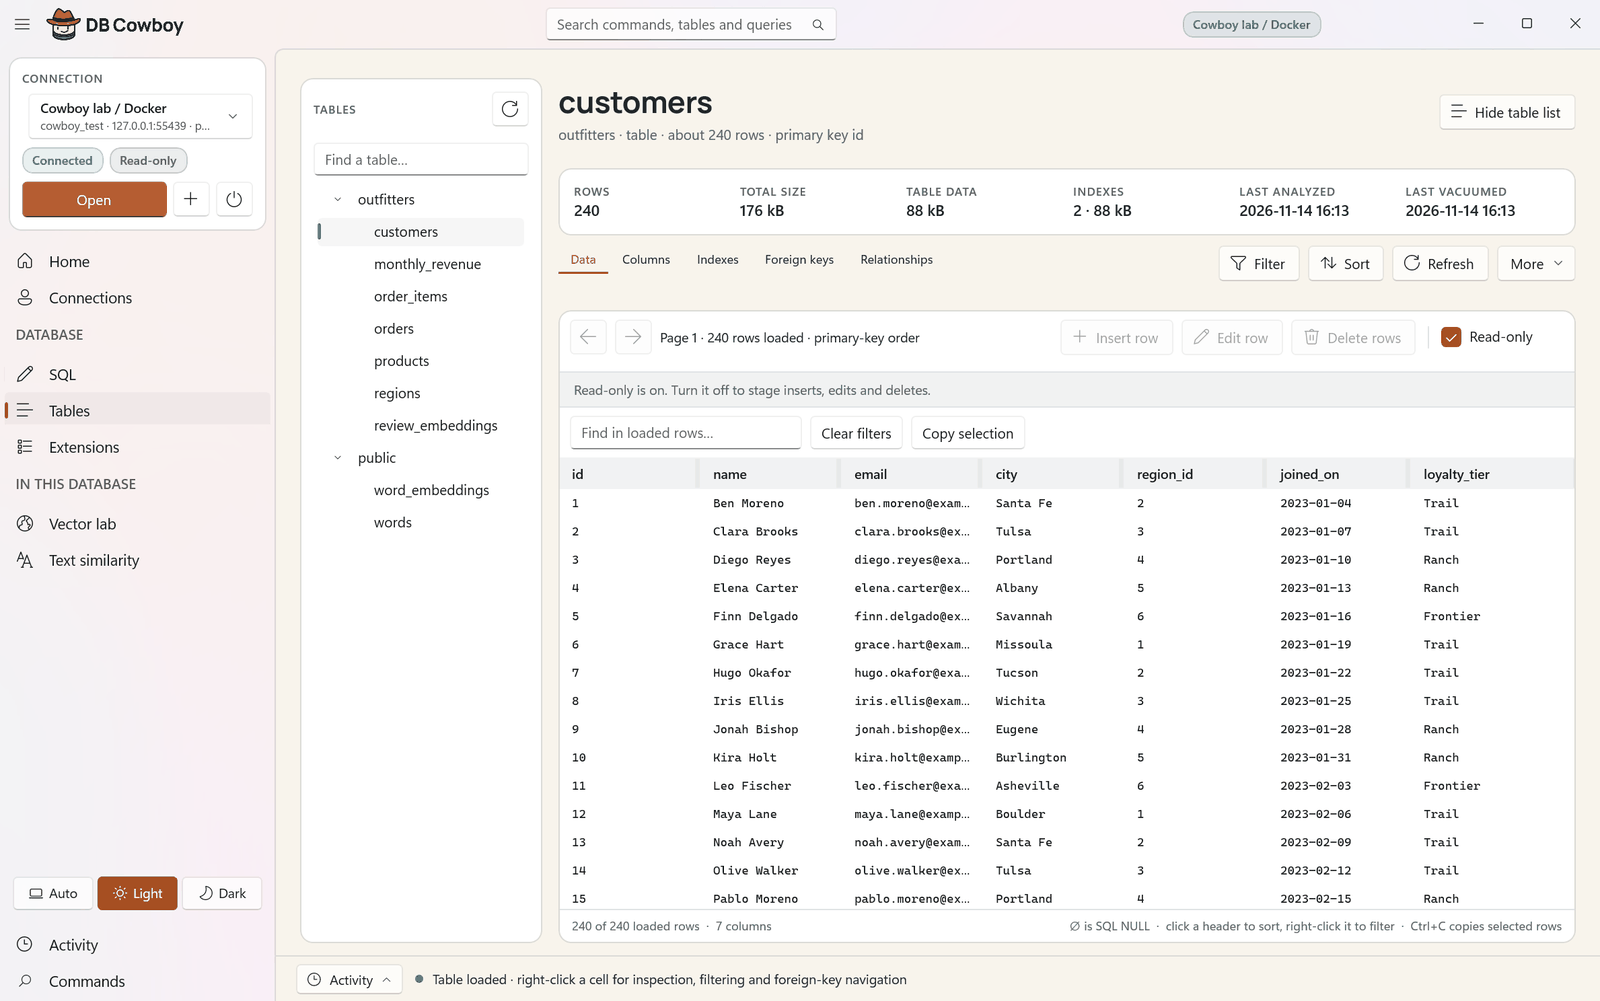 DB Cowboy
Search commands, tables and queries
Cowboy lab / Docker
CONNECTION
Cowboy lab / Docker
cowboy_test · 127.0.0.1:55439 · p...
Connected
Read-only
Open
Home
Connections
DATABASE
SQL
Tables
Extensions
IN THIS DATABASE
Vector lab
Text similarity
Auto
Light
Dark
Activity
Commands
TABLES
Find a table...
outfitters
customers
monthly_revenue
order_items
orders
products
regions
review_embeddings
public
word_embeddings
words
customers
outfitters · table · about 240 rows · primary key id
Hide table list
ROWS TOTAL SIZE TABLE DATA INDEXES LAST ANALYZED LAST VACUUMED
240 176 kB 88 kB 2 · 88 kB 2026-11-14 16:13 2026-11-14 16:13
Data Columns Indexes Foreign keys Relationships
Filter Sort Refresh More
Page 1 · 240 rows loaded · primary-key order
Insert row Edit row Delete rows Read-only
Read-only is on. Turn it off to stage inserts, edits and deletes.
Find in loaded rows... Clear filters Copy selection
id name email city region_id joined_on loyalty_tier
1 Ben Moreno ben.moreno@exam... Santa Fe 2 2023-01-04 Trail
2 Clara Brooks clara.brooks@ex... Tulsa 3 2023-01-07 Trail
3 Diego Reyes diego.reyes@exa... Portland 4 2023-01-10 Ranch
4 Elena Carter elena.carter@ex... Albany 5 2023-01-13 Ranch
5 Finn Delgado finn.delgado@ex... Savannah 6 2023-01-16 Frontier
6 Grace Hart grace.hart@exam... Missoula 1 2023-01-19 Trail
7 Hugo Okafor hugo.okafor@exa... Tucson 2 2023-01-22 Trail
8 Iris Ellis iris.ellis@exam... Wichita 3 2023-01-25 Trail
9 Jonah Bishop jonah.bishop@ex... Eugene 4 2023-01-28 Ranch
10 Kira Holt kira.holt@examp... Burlington 5 2023-01-31 Ranch
11 Leo Fischer leo.fischer@exa... Asheville 6 2023-02-03 Frontier
12 Maya Lane maya.lane@examp... Boulder 1 2023-02-06 Trail
13 Noah Avery noah.avery@exam... Santa Fe 2 2023-02-09 Trail
14 Olive Walker olive.walker@ex... Tulsa 3 2023-02-12 Trail
15 Pablo Moreno pablo.moreno@ex... Portland 4 2023-02-15 Ranch
240 of 240 loaded rows · 7 columns
Ø is SQL NULL · click a header to sort, right-click it to filter · Ctrl+C copies selected rows
Activity
Table loaded · right-click a cell for inspection, filtering and foreign-key navigation